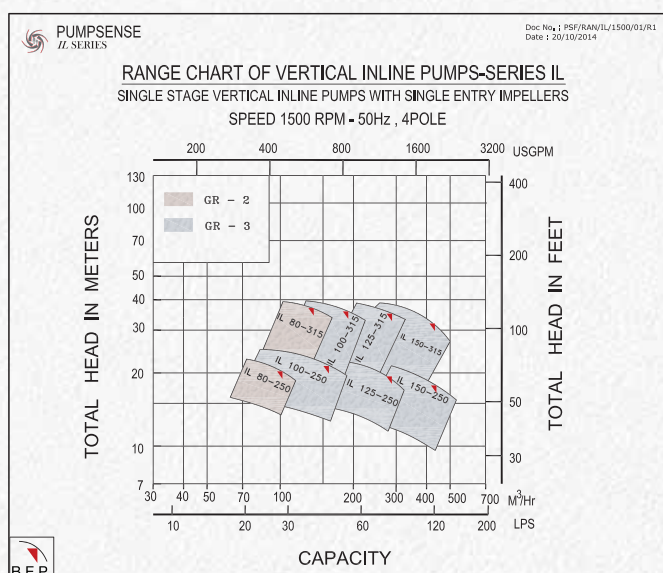 PUMPSENSE
IL SERIES
Doc No. : PSF/RAN/IL/1500/01/R1
Date : 20/10/2014
RANGE CHART OF VERTICAL INLINE PUMPS-SERIES IL
SINGLE STAGE VERTICAL INLINE PUMPS WITH SINGLE ENTRY IMPELLERS
SPEED 1500 RPM - 50Hz , 4POLE
200 400 800 1600 3200 USGPM
130
100
70
50
40
30
20
10
7
TOTAL HEAD IN METERS
GR - 2
GR - 3
IL 80-315
IL 100-315
IL 125-315
IL 150-315
IL 80-250
IL 100-250
IL 125-250
IL 150-250
400
200
100
50
30
TOTAL HEAD IN FEET
30 40 50 70 100 200 300 400 500 700 M³/Hr
10 20 30 60 120 200 LPS
CAPACITY
B.E.P.